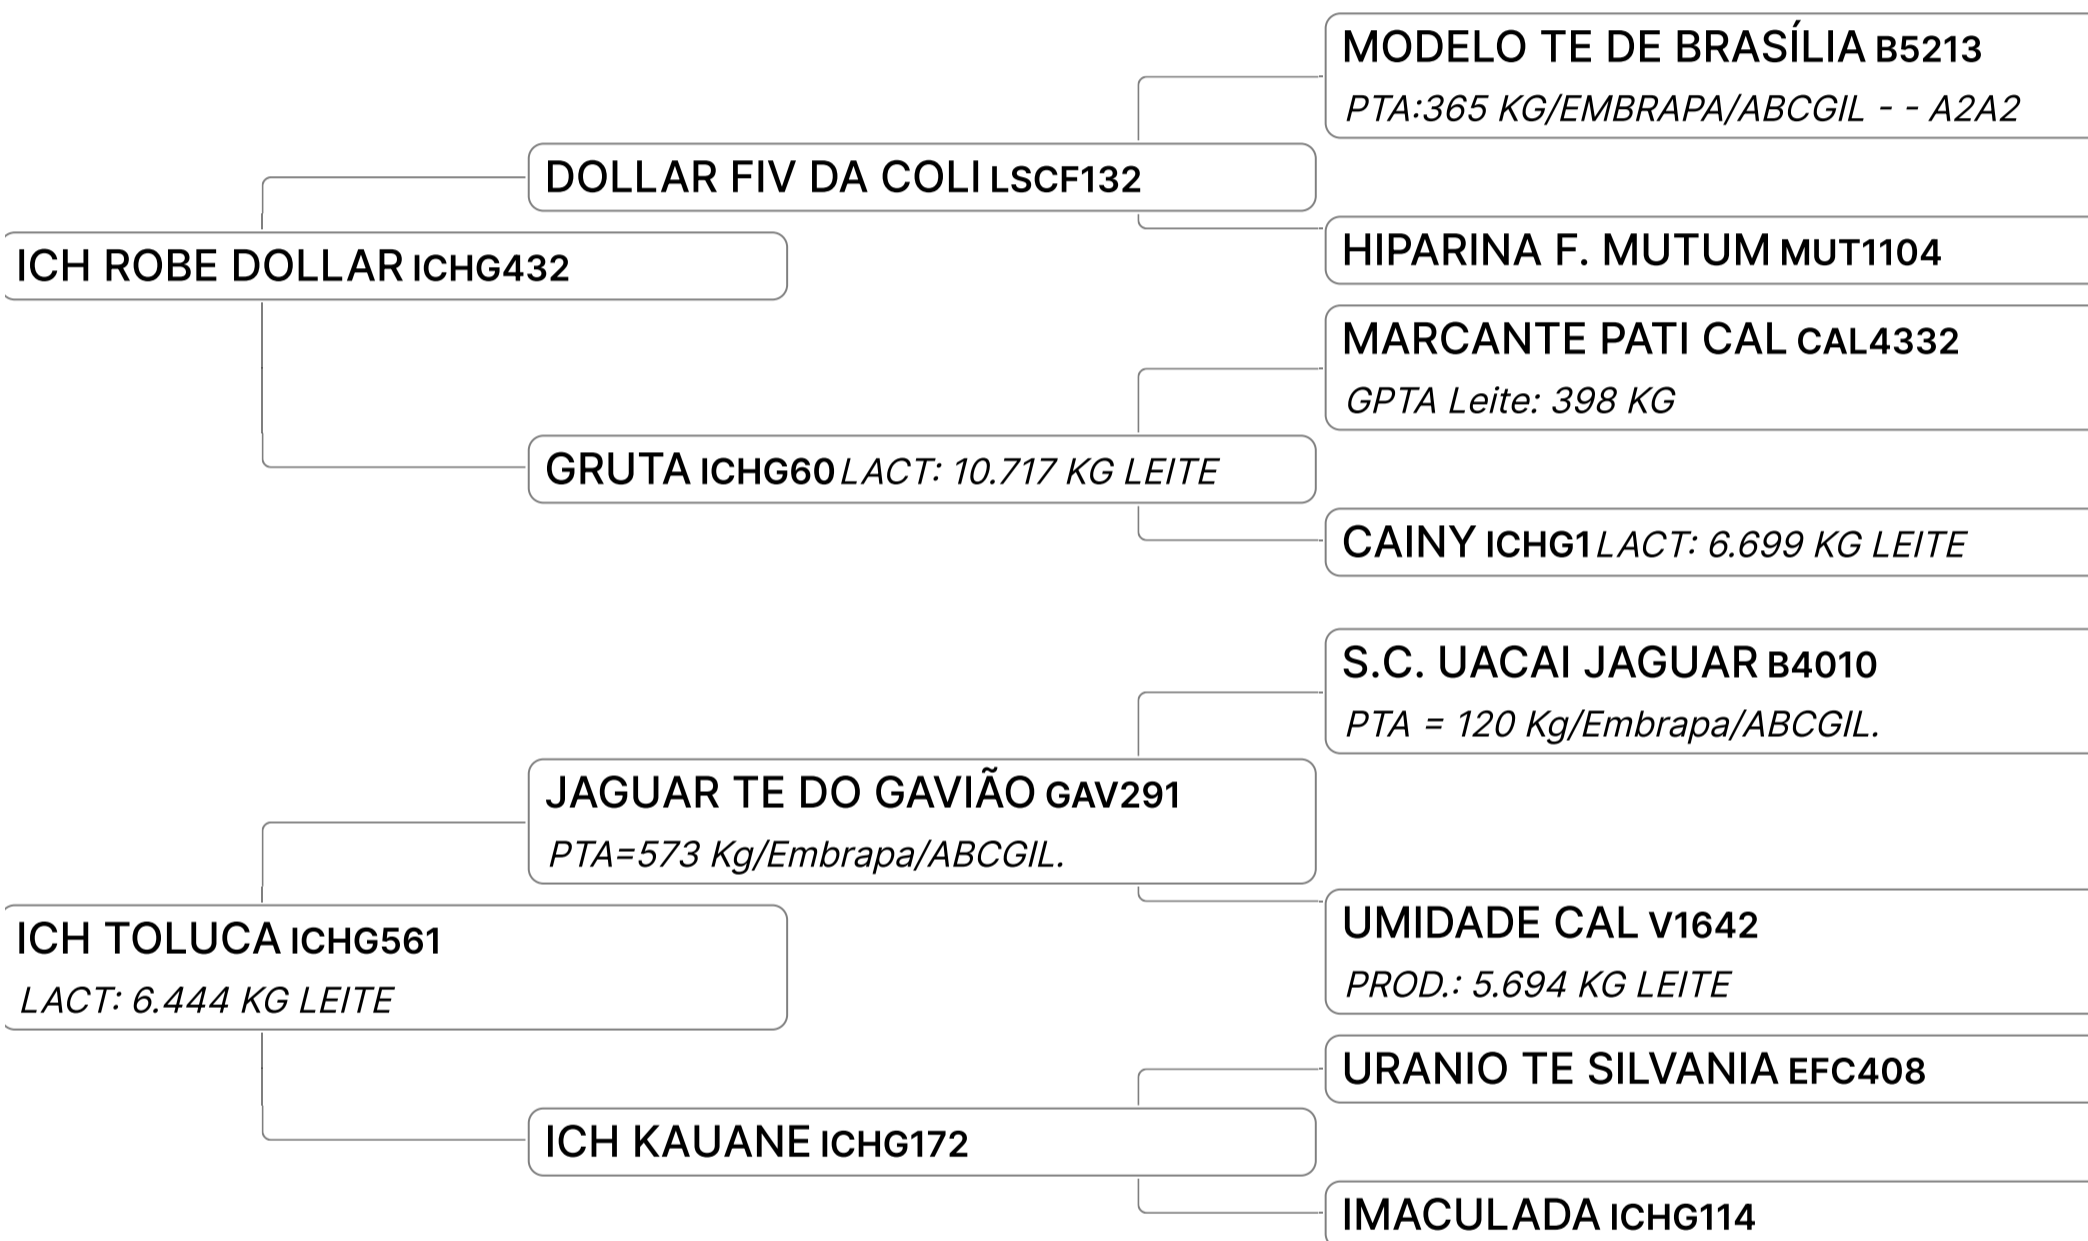 MODELO TE DE BRASÍLIA B5213
PTA:365 KG/EMBRAPA/ABCGIL - - A2A2
DOLLAR FIV DA COLI LSCF132
HIPARINA F. MUTUM MUT1104
ICH ROBE DOLLAR ICHG432
MARCANTE PATI CAL CAL4332
GPTA Leite: 398 KG
GRUTA ICHG60 LACT: 10.717 KG LEITE
CAINY ICHG1 LACT: 6.699 KG LEITE
S.C. UACAI JAGUAR B4010
PTA = 120 Kg/Embrapa/ABCGIL.
JAGUAR TE DO GAVIÃO GAV291
PTA=573 Kg/Embrapa/ABCGIL.
UMIDADE CAL V1642
PROD.: 5.694 KG LEITE
ICH TOLUCA ICHG561
LACT: 6.444 KG LEITE
URANIO TE SILVANIA EFC408
ICH KAUANE ICHG172
IMACULADA ICHG114